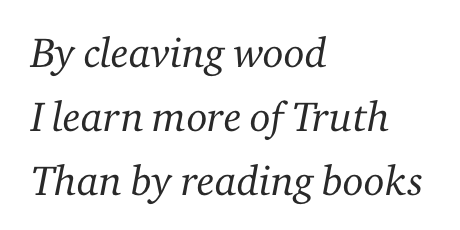 By cleaving wood
I learn more of Truth
Than by reading books